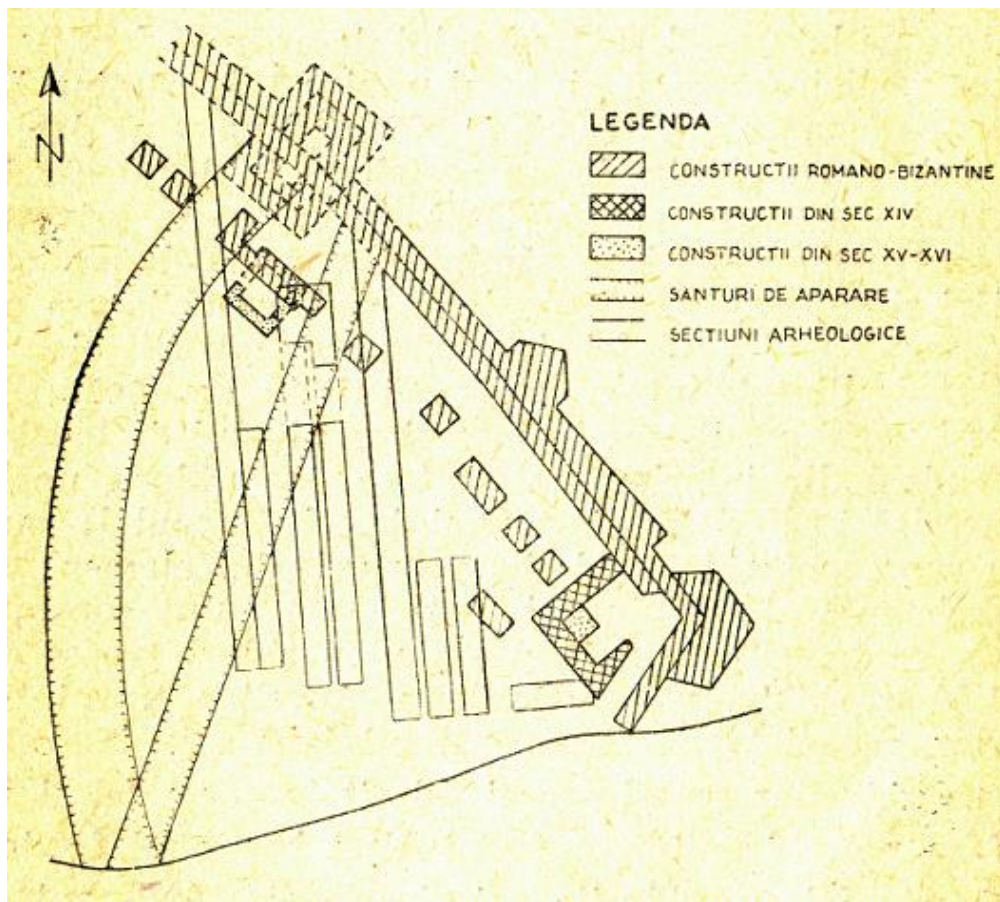 N
LEGENDA
CONSTRUCTII ROMANO-BIZANTINE
CONSTRUCTII DIN SEC XIV
CONSTRUCTII DIN SEC XV-XVI
SANTURI DE APARARE
SECTIUNI ARHEOLOGICE